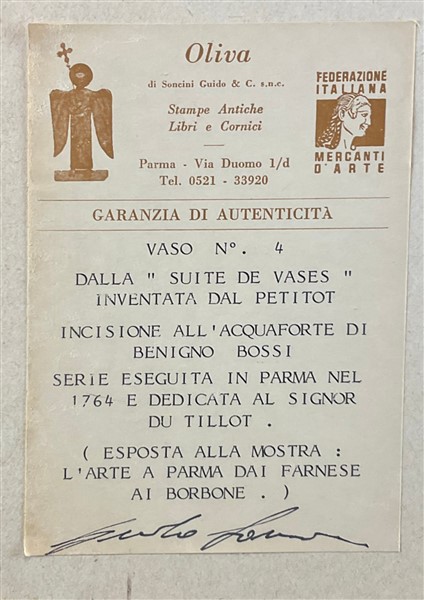 Oliva
di Soncini Guido & C. s.n.c.
Stampe Antiche
Libri e Cornici
Parma - Via Duomo 1/d
Tel. 0521 - 33920
FEDERAZIONE
ITALIANA
MERCANTI
D'ARTE
GARANZIA DI AUTENTICITÀ
VASO N°. 4
DALLA " SUITE DE VASES "
INVENTATA DAL PETITOT
INCISIONE ALL'ACQUAFORTE DI
BENIGNO BOSSI
SERIE ESEGUITA IN PARMA NEL
1764 E DEDICATA AL SIGNOR
DU TILLOT .
( ESPOSTA ALLA MOSTRA :
L'ARTE A PARMA DAI FARNESE
AI BORBONE . )